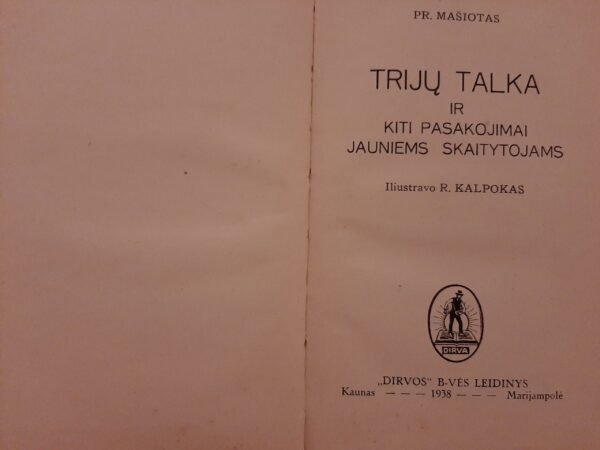 PR. MAŠIOTAS
TRIJŲ TALKA
IR
KITI PASAKOJIMAI
JAUNIEMS SKAITYTOJAMS
Iliustravo R. KALPOKAS
DIRVA
„DIRVOS“ B-VĖS LEIDINYS
Kaunas — — — 1938 — — — Marijampolė